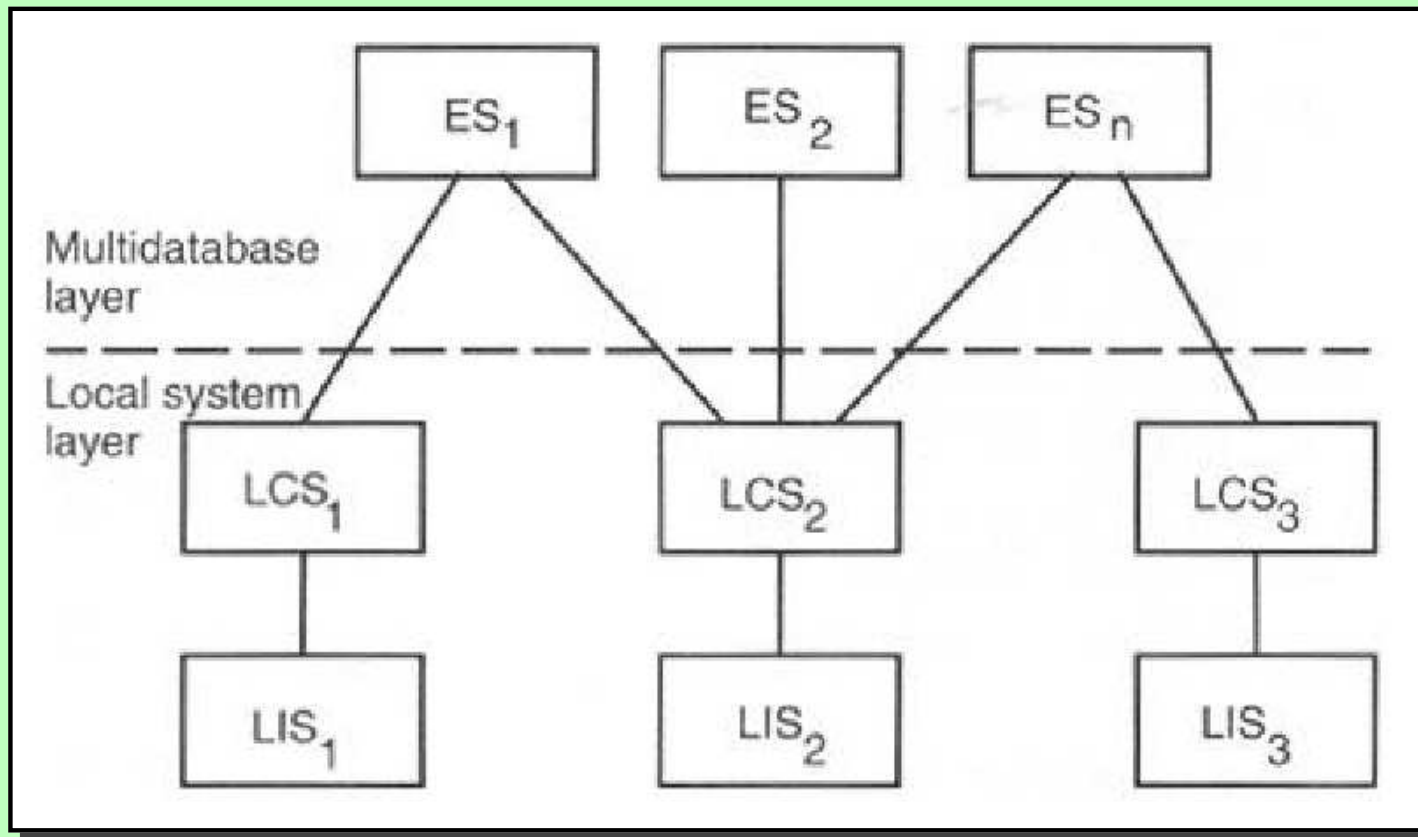 ES1
ES2
ESn
Multidatabase
layer
Local system
layer
LCS1
LCS2
LCS3
LIS1
LIS2
LIS3